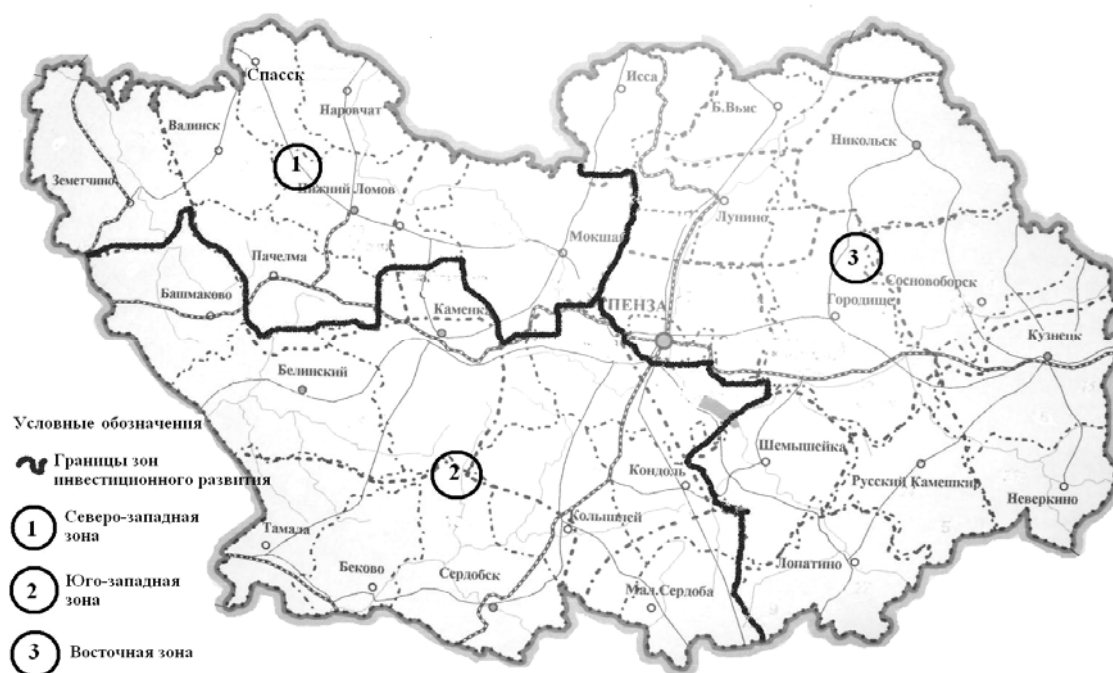 Спасск
Исса
Наровчат
Б.Вьяс
Вадинск
Никольск
1
Земетчино
Нижний Ломов
Лунино
Мокшан
3
Пачелма
Сосновоборск
Башмаково
Городище
Каменка
ПЕНЗА
Кузнецк
Белинский
Условные обозначения
Границы зон
инвестиционного развития
Шемышейка
2
Кондоль
Русский Камешкир
Неверкино
1
Северо-западная
зона
Тамала
Колышлей
Беково
Сердобск
Лопатино
2
Юго-западная
зона
Мал.Сердоба
3
Восточная зона